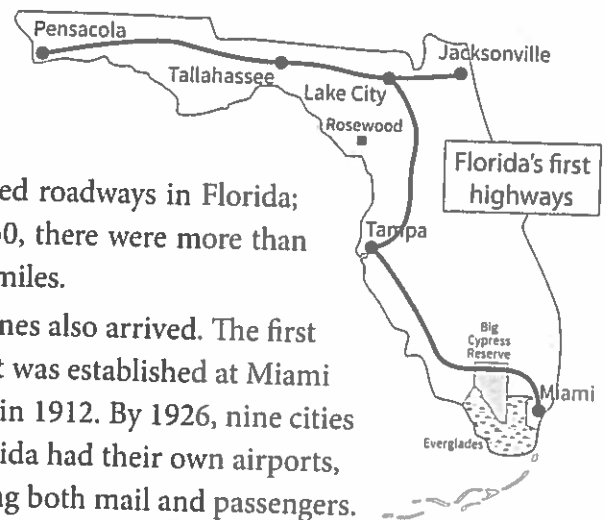 Pensacola
Jacksonville
Tallahassee
Lake City
Rosewood
Florida's first
highways
ed roadways in Florida;
0, there were more than
miles.
Tampa
nes also arrived. The first
t was established at Miami
in 1912. By 1926, nine cities
ida had their own airports,
g both mail and passengers.
Big
Cypress
Reserve
Miami
Everglades